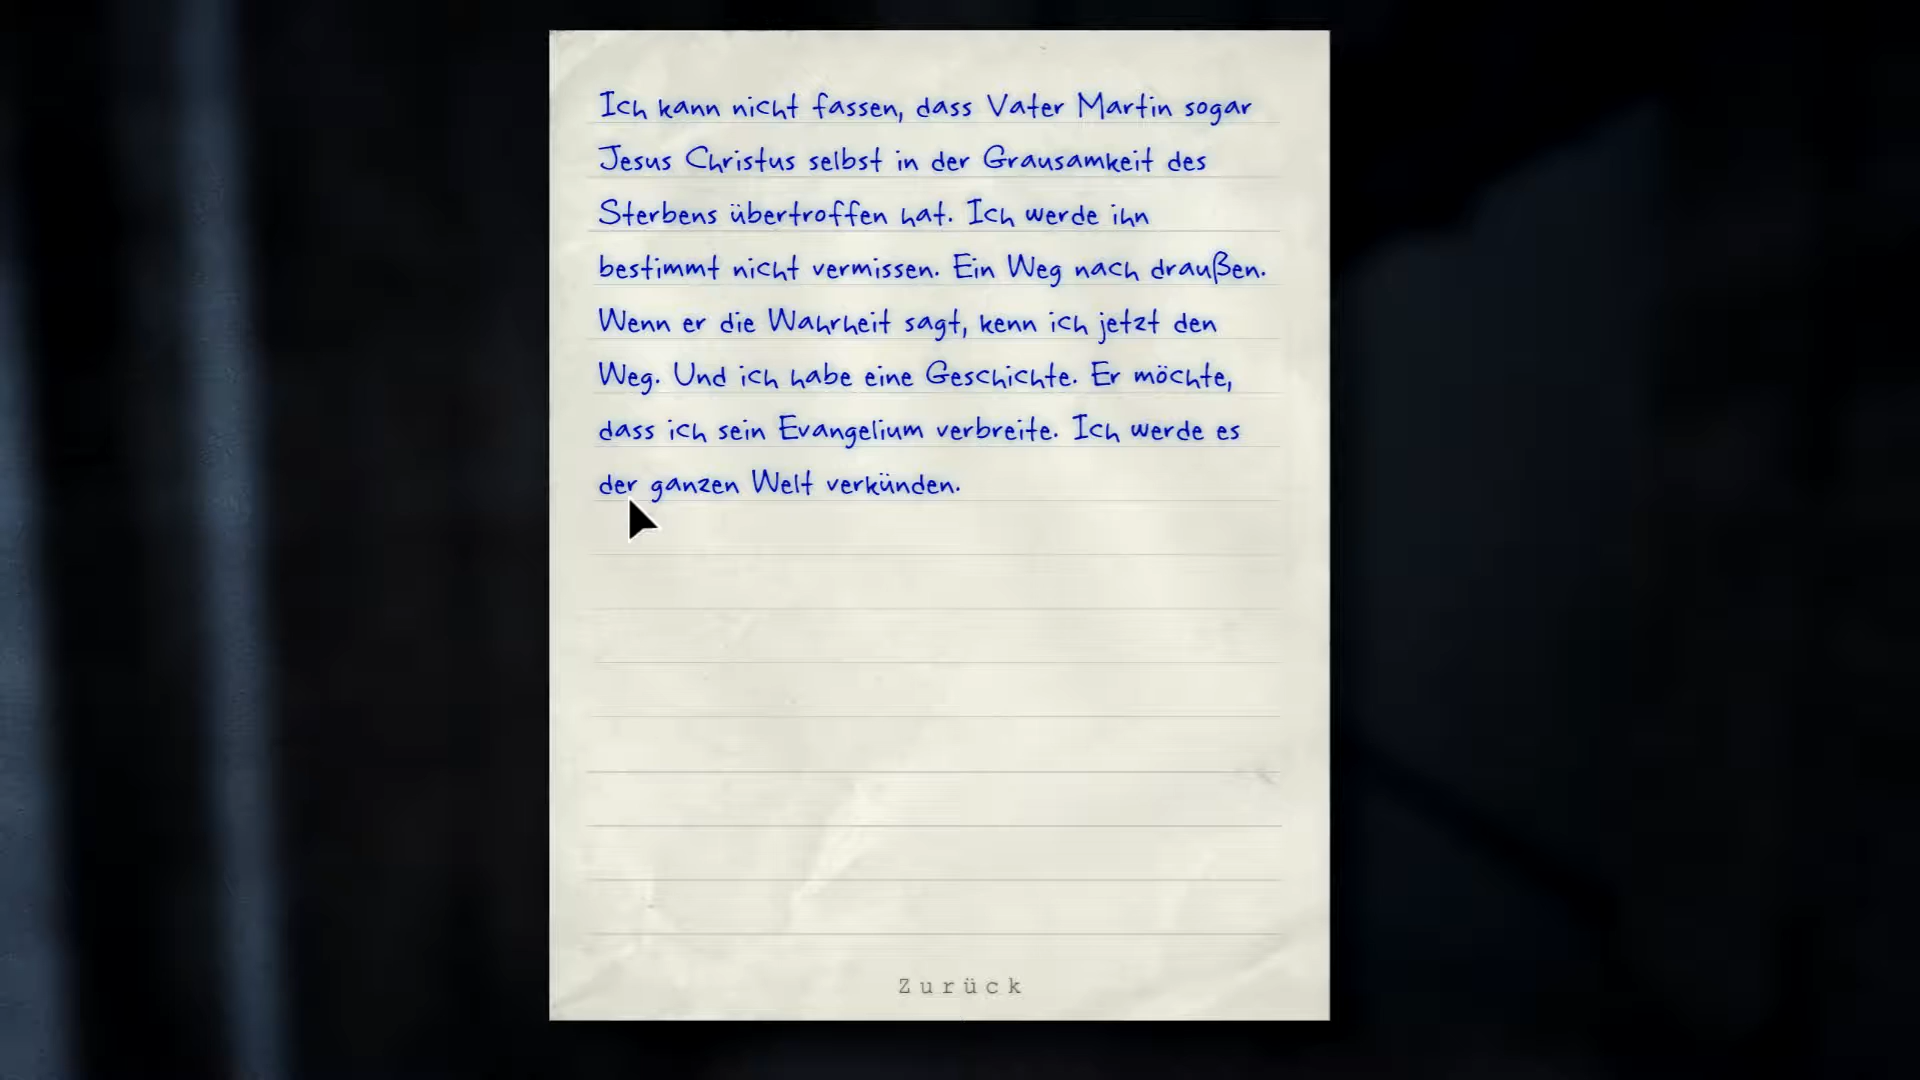 Ich kann nicht fassen, dass Vater Martin sogar
Jesus Christus selbst in der Grausamkeit des
Sterbens übertroffen hat. Ich werde ihn
bestimmt nicht vermissen. Ein Weg nach draußen.
Wenn er die Wahrheit sagt, kenn ich jetzt den
Weg. Und ich habe eine Geschichte. Er möchte,
dass ich sein Evangelium verbreite. Ich werde es
der ganzen Welt verkünden.
Zurück